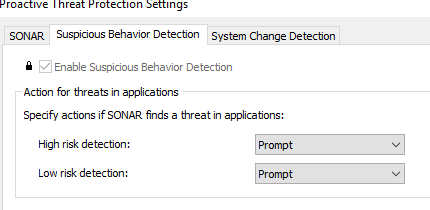 Proactive Threat Protection Settings
SONAR Suspicious Behavior Detection System Change Detection
Enable Suspicious Behavior Detection
Action for threats in applications
Specify actions if SONAR finds a threat in applications:
High risk detection: Prompt
Low risk detection: Prompt